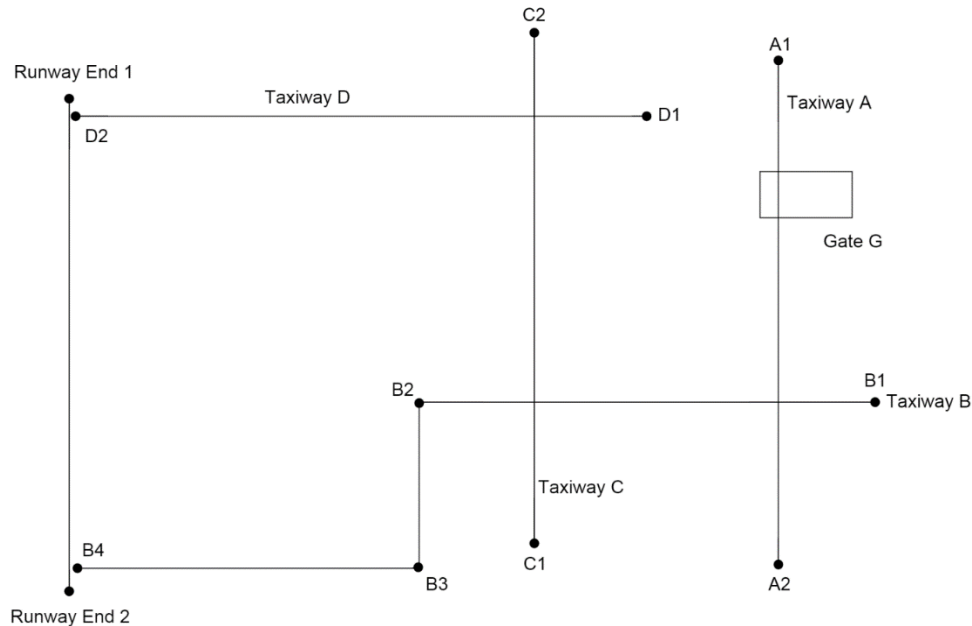 C2
A1
Runway End 1
Taxiway D
Taxiway A
D1
D2
Gate G
B1
B2
Taxiway B
Taxiway C
B4
C1
B3
A2
Runway End 2